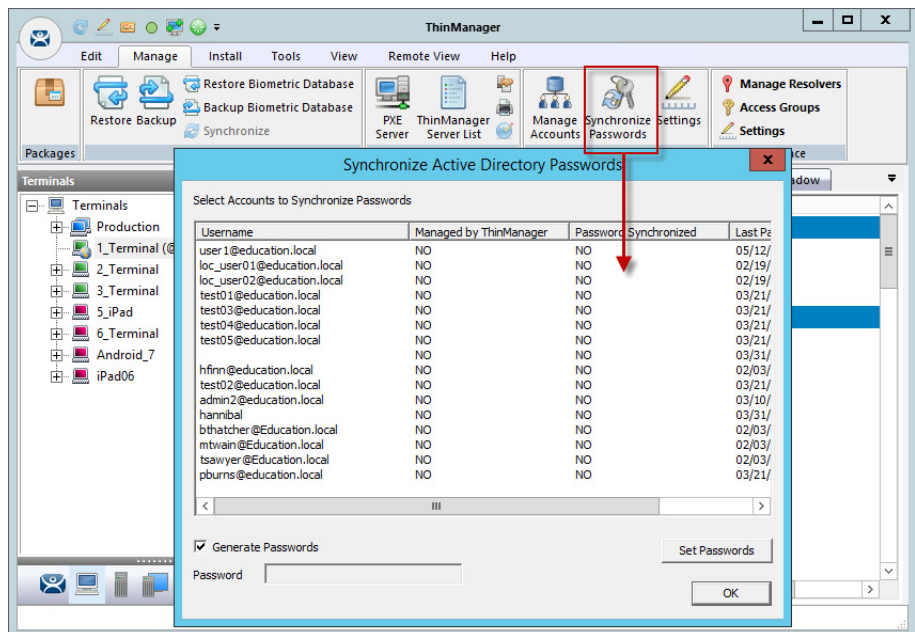 ThinManager
Edit Manage Install Tools View Remote View Help
Restore Biometric Database
Backup Biometric Database
Synchronize
Restore Backup
PXE Server
ThinManager Server List
Manage Accounts
Synchronize Passwords
Settings
Manage Resolvers
Access Groups
Settings
Packages
Terminals
Terminals
Production
1_Terminal (@
2_Terminal
3_Terminal
5_iPad
6_Terminal
Android_7
iPad06
Synchronize Active Directory Passwords
Select Accounts to Synchronize Passwords
Username Managed by ThinManager Password Synchronized Last Pa
user1@education.local NO NO 05/12/
loc_user01@education.local NO NO 02/19/
loc_user02@education.local NO NO 02/19/
test01@education.local NO NO 03/21/
test03@education.local NO NO 03/21/
test04@education.local NO NO 03/21/
test05@education.local NO NO 03/21/
NO NO 03/31/
hfinn@education.local NO NO 02/03/
test02@education.local NO NO 03/21/
admin2@education.local NO NO 03/10/
hannibal NO NO 03/31/
bthatcher@Education.local NO NO 02/03/
mtwain@Education.local NO NO 02/03/
tsawyer@Education.local NO NO 02/03/
pburns@education.local NO NO 03/21/
Generate Passwords
Set Passwords
Password
OK